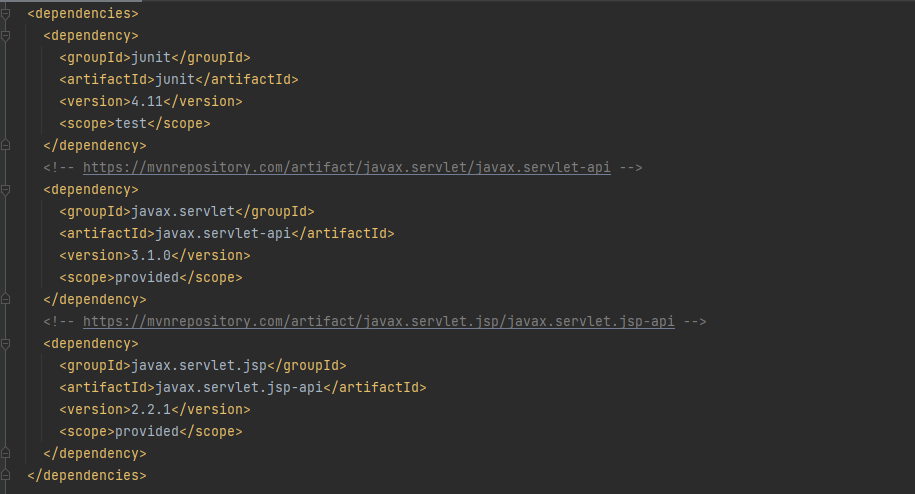 <dependencies>
<dependency>
<groupId>junit</groupId>
<artifactId>junit</artifactId>
<version>4.11</version>
<scope>test</scope>
</dependency>
<!-- https://mvnrepository.com/artifact/javax.servlet/javax.servlet-api -->
<dependency>
<groupId>javax.servlet</groupId>
<artifactId>javax.servlet-api</artifactId>
<version>3.1.0</version>
<scope>provided</scope>
</dependency>
<!-- https://mvnrepository.com/artifact/javax.servlet.jsp/javax.servlet.jsp-api -->
<dependency>
<groupId>javax.servlet.jsp</groupId>
<artifactId>javax.servlet.jsp-api</artifactId>
<version>2.2.1</version>
<scope>provided</scope>
</dependency>
</dependencies>